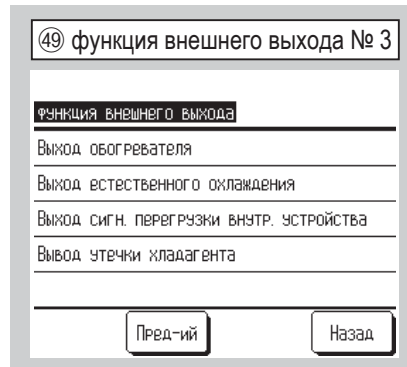 49 функция внешнего выхода № 3
Функция внешнего выхода
Выход обогревателя
Выход естественного охлаждения
Выход сигн. перегрузки внутр. устройства
Вывод утечки хладагента
Пред-ий
Назад